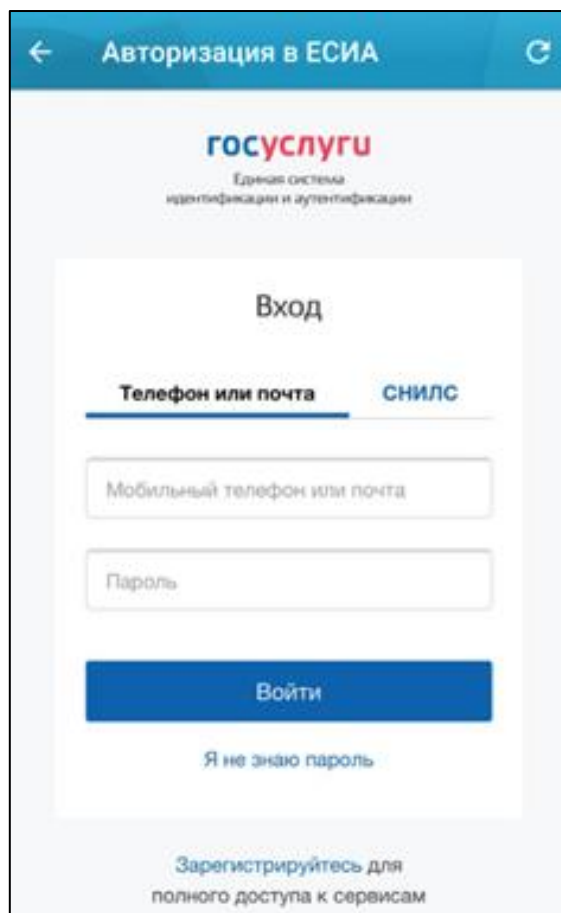 Авторизация в ЕСИА
госуслуги
Единая система
идентификации и аутентификации
Вход
Телефон или почта СНИЛС
Мобильный телефон или почта
Пароль
Войти
Я не знаю пароль
Зарегистрируйтесь для
полного доступа к сервисам